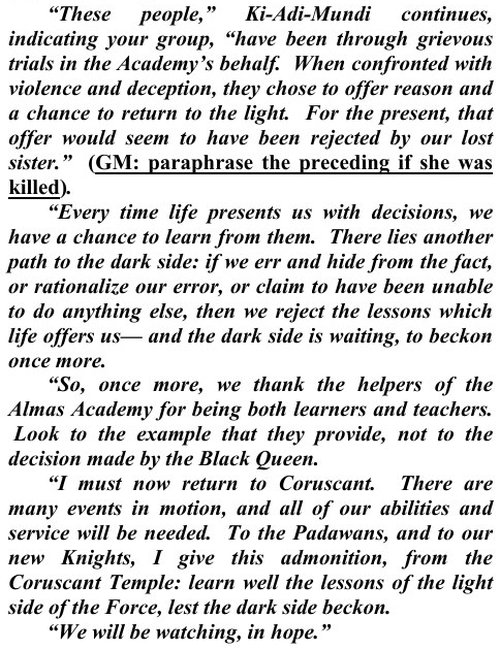 “These people,” Ki-Adi-Mundi continues,
indicating your group, “have been through grievous
trials in the Academy’s behalf.  When confronted with
violence and deception, they chose to offer reason and
a chance to return to the light.  For the present, that
offer would seem to have been rejected by our lost
sister.”  (GM: paraphrase the preceding if she was
killed).
“Every time life presents us with decisions, we
have a chance to learn from them.  There lies another
path to the dark side: if we err and hide from the fact,
or rationalize our error, or claim to have been unable
to do anything else, then we reject the lessons which
life offers us— and the dark side is waiting, to beckon
once more.
“So, once more, we thank the helpers of the
Almas Academy for being both learners and teachers.
Look to the example that they provide, not to the
decision made by the Black Queen.
“I must now return to Coruscant.  There are
many events in motion, and all of our abilities and
service will be needed.  To the Padawans, and to our
new Knights, I give this admonition, from the
Coruscant Temple: learn well the lessons of the light
side of the Force, lest the dark side beckon.
“We will be watching, in hope.”